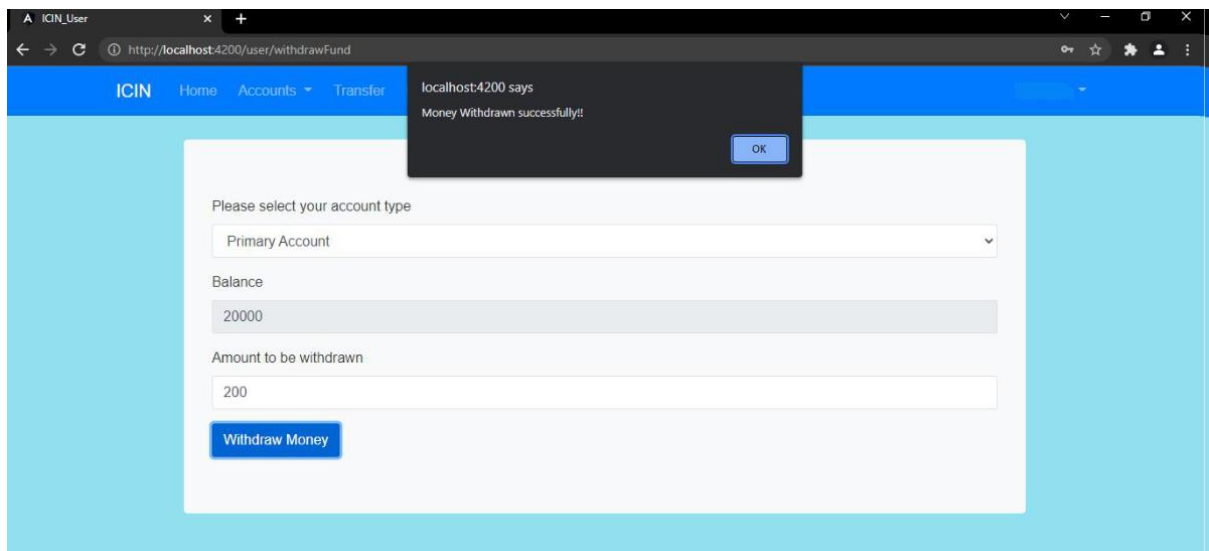 A ICIN_User
http://localhost:4200/user/withdrawFund
ICIN Home Accounts Transfer
localhost:4200 says
Money Withdrawn successfully!!
OK
Please select your account type
Primary Account
Balance
20000
Amount to be withdrawn
200
Withdraw Money